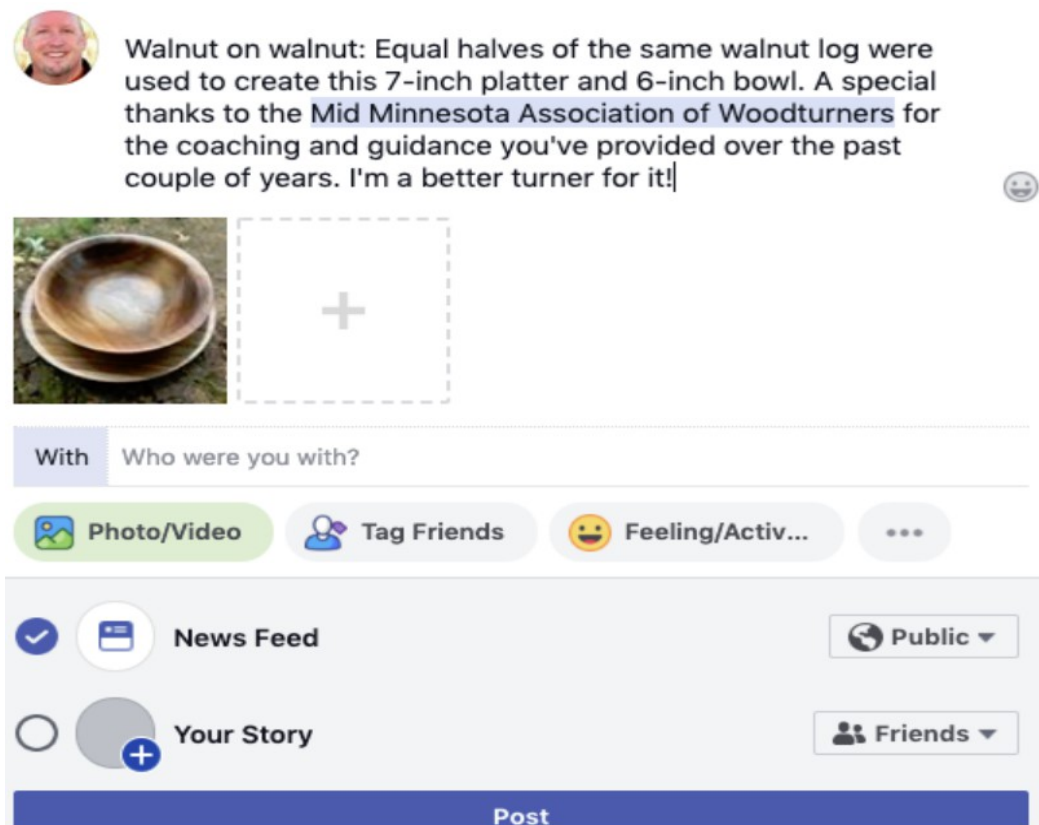 Walnut on walnut: Equal halves of the same walnut log were
used to create this 7-inch platter and 6-inch bowl. A special
thanks to the Mid Minnesota Association of Woodturners for
the coaching and guidance you've provided over the past
couple of years. I'm a better turner for it!
With Who were you with?
Photo/Video Tag Friends Feeling/Activ...
News Feed Public
Your Story Friends
Post